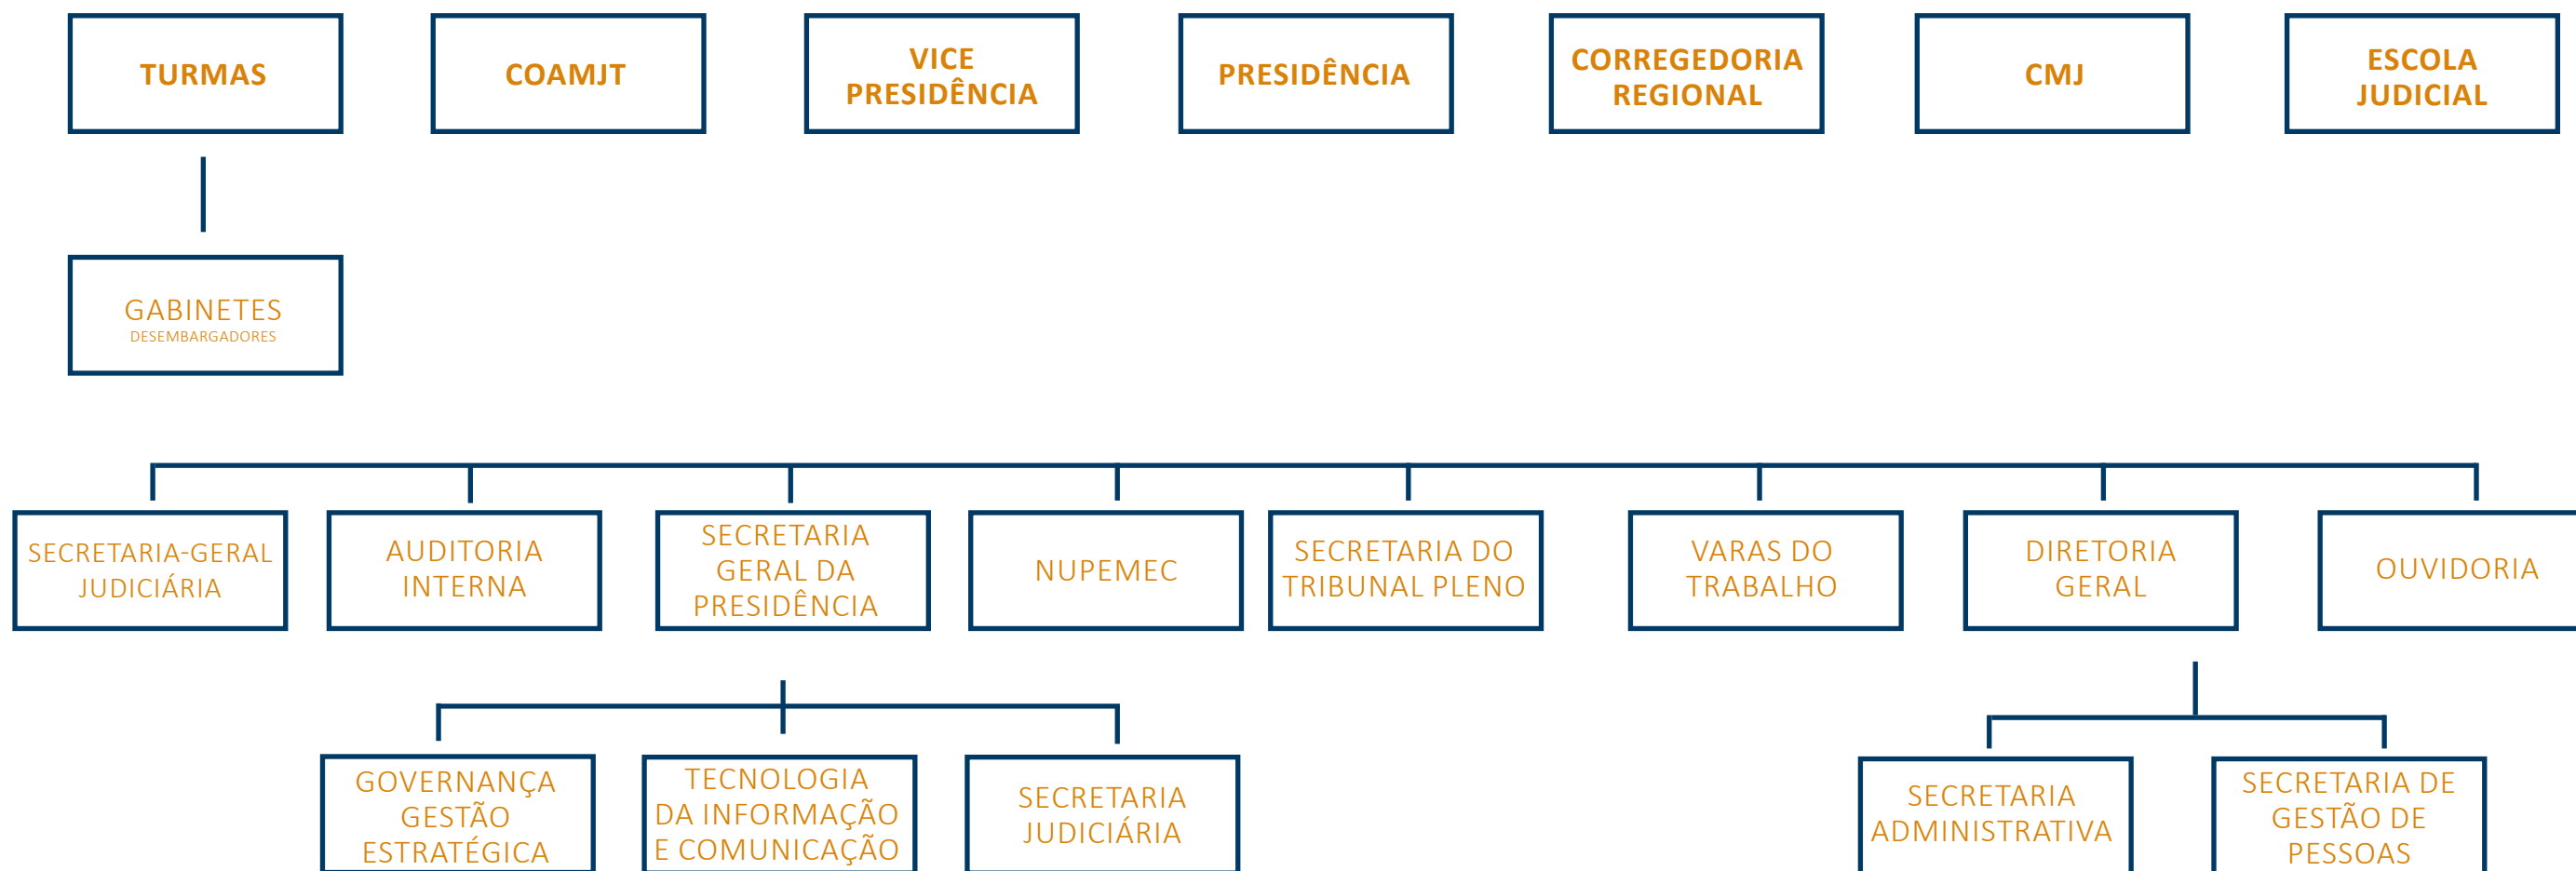 TURMAS
COAMJT
VICE
PRESIDÊNCIA
PRESIDÊNCIA
CORREGEDORIA
REGIONAL
CMJ
ESCOLA
JUDICIAL
GABINETES
DESEMBARGADORES
SECRETARIA-GERAL
JUDICIÁRIA
AUDITORIA
INTERNA
SECRETARIA
GERAL DA
PRESIDÊNCIA
NUPEMEC
SECRETARIA DO
TRIBUNAL PLENO
VARAS DO
TRABALHO
DIRETORIA
GERAL
OUVIDORIA
GOVERNANÇA
GESTÃO
ESTRATÉGICA
TECNOLOGIA
DA INFORMAÇÃO
E COMUNICAÇÃO
SECRETARIA
JUDICIÁRIA
SECRETARIA
ADMINISTRATIVA
SECRETARIA DE
GESTÃO DE
PESSOAS